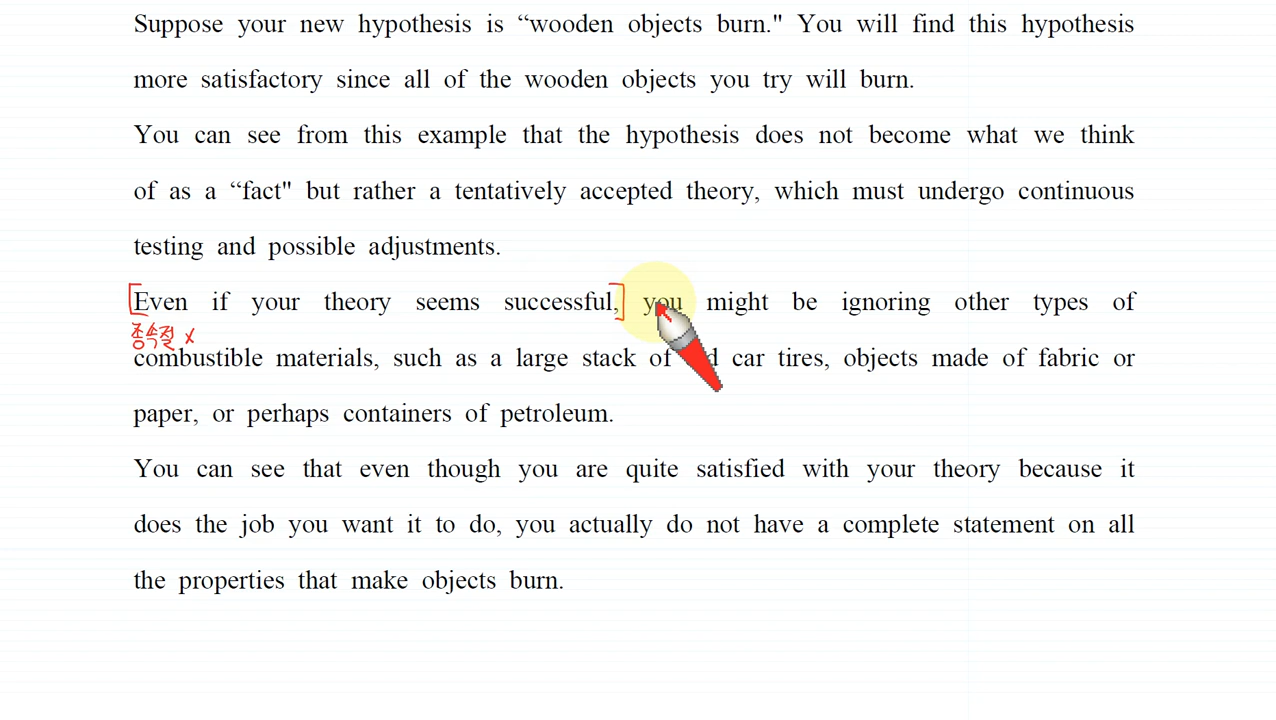 Suppose your new hypothesis is “wooden objects burn." You will find this hypothesis
more satisfactory since all of the wooden objects you try will burn.
You can see from this example that the hypothesis does not become what we think
of as a “fact" but rather a tentatively accepted theory, which must undergo continuous
testing and possible adjustments.
[Even if your theory seems successful,] you might be ignoring other types of
종속절 x
combustible materials, such as a large stack of car tires, objects made of fabric or
paper, or perhaps containers of petroleum.
You can see that even though you are quite satisfied with your theory because it
does the job you want it to do, you actually do not have a complete statement on all
the properties that make objects burn.